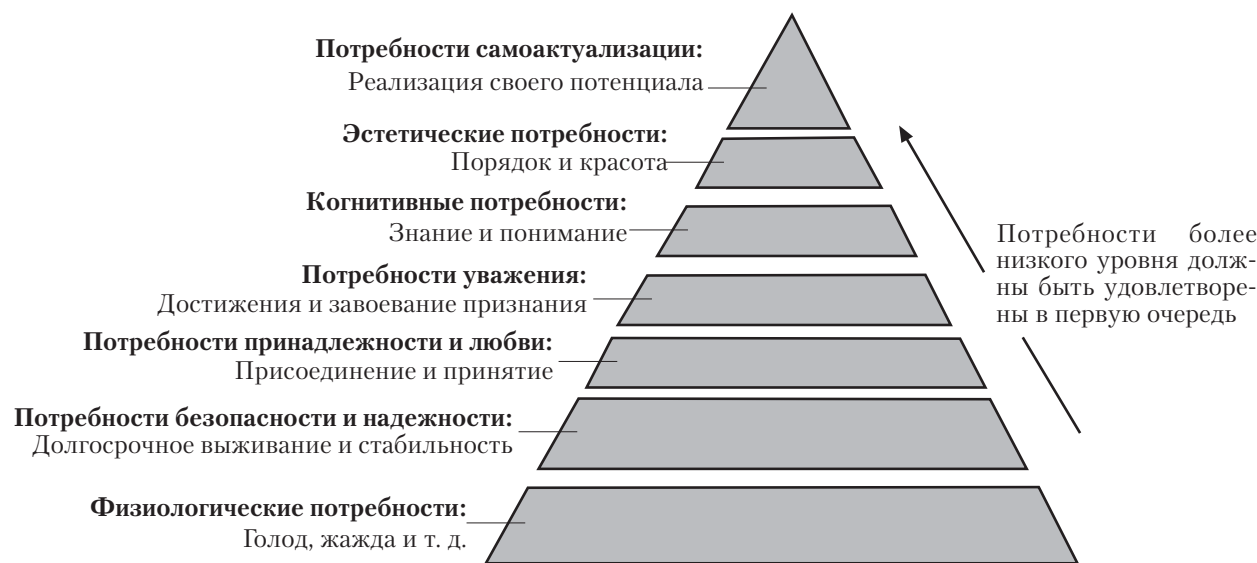 Потребности самоактуализации:
Реализация своего потенциала
Эстетические потребности:
Порядок и красота
Когнитивные потребности:
Знание и понимание
Потребности уважения:
Достижения и завоевание признания
Потребности принадлежности и любви:
Присоединение и принятие
Потребности безопасности и надежности:
Долгосрочное выживание и стабильность
Физиологические потребности:
Голод, жажда и т. д.
Потребности более
низкого уровня долж-
ны быть удовлетворе-
ны в первую очередь